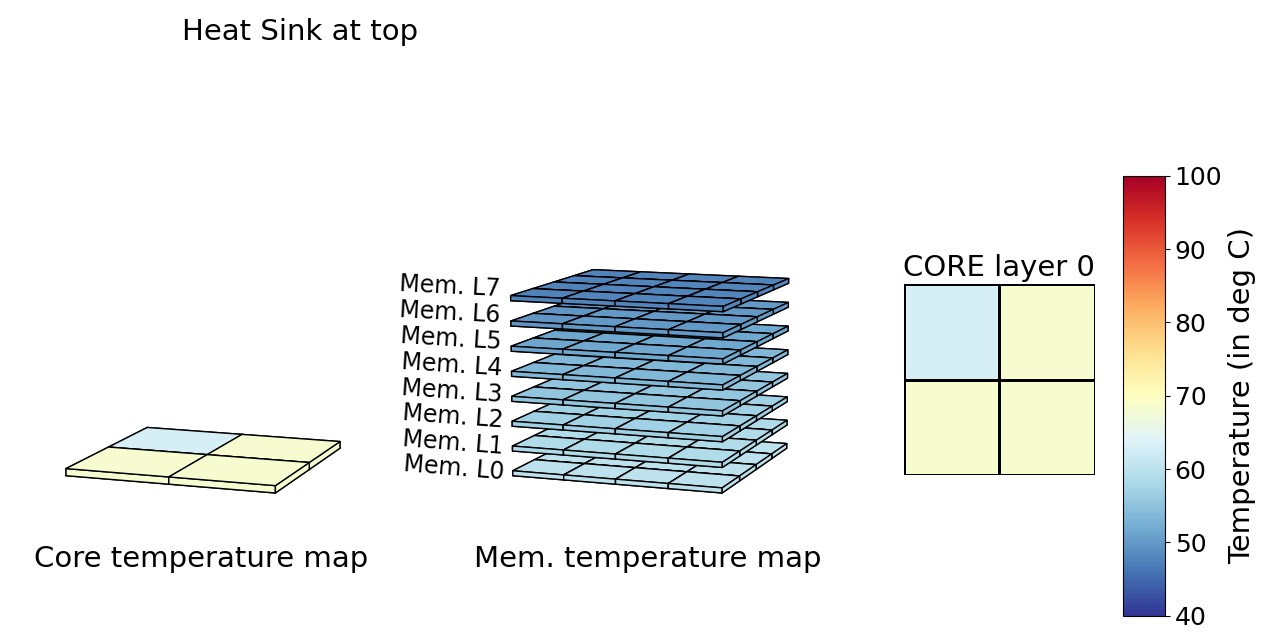 Heat Sink at top
Mem. L7
Mem. L6
Mem. L5
Mem. L4
Mem. L3
Mem. L2
Mem. L1
Mem. L0
Core temperature map
Mem. temperature map
CORE layer 0
100
90
80
70
60
50
40
Temperature (in deg C)